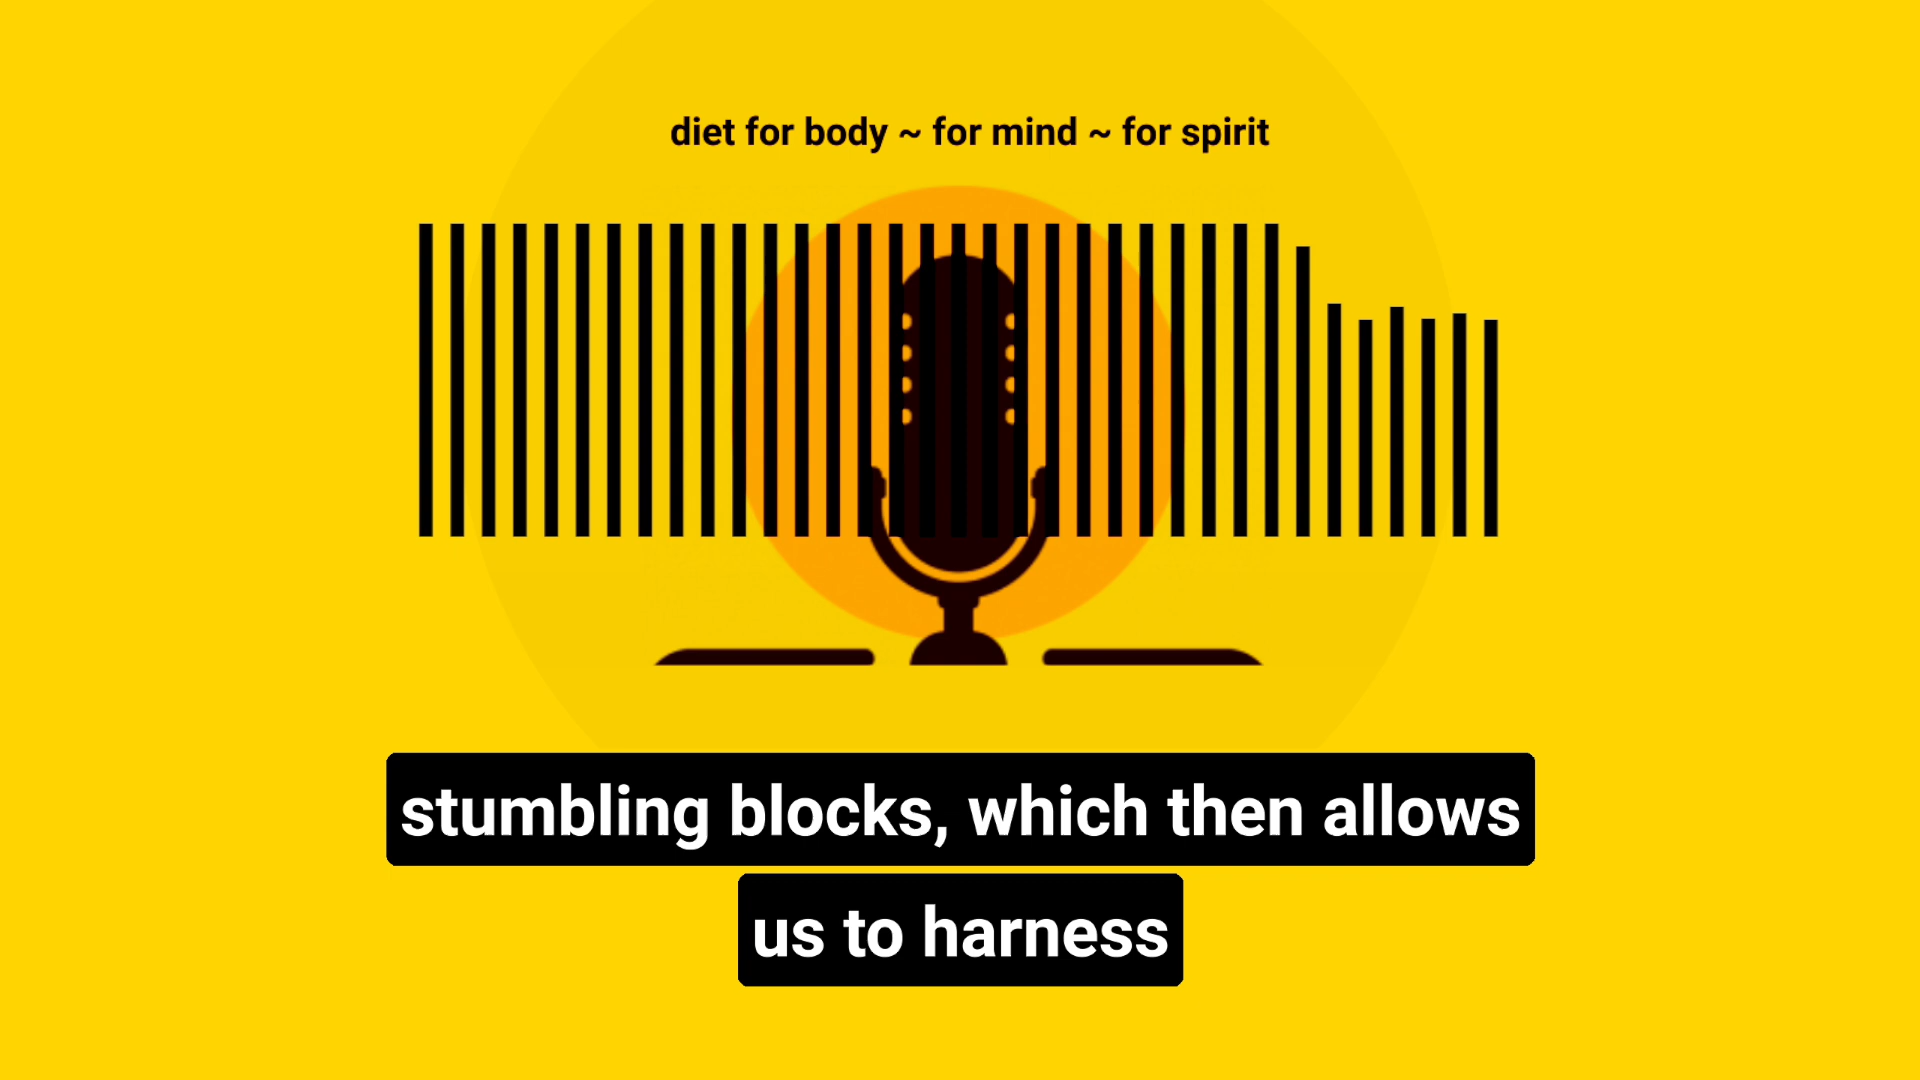 diet for body ~ for mind ~ for spirit
stumbling blocks, which then allows
us to harness